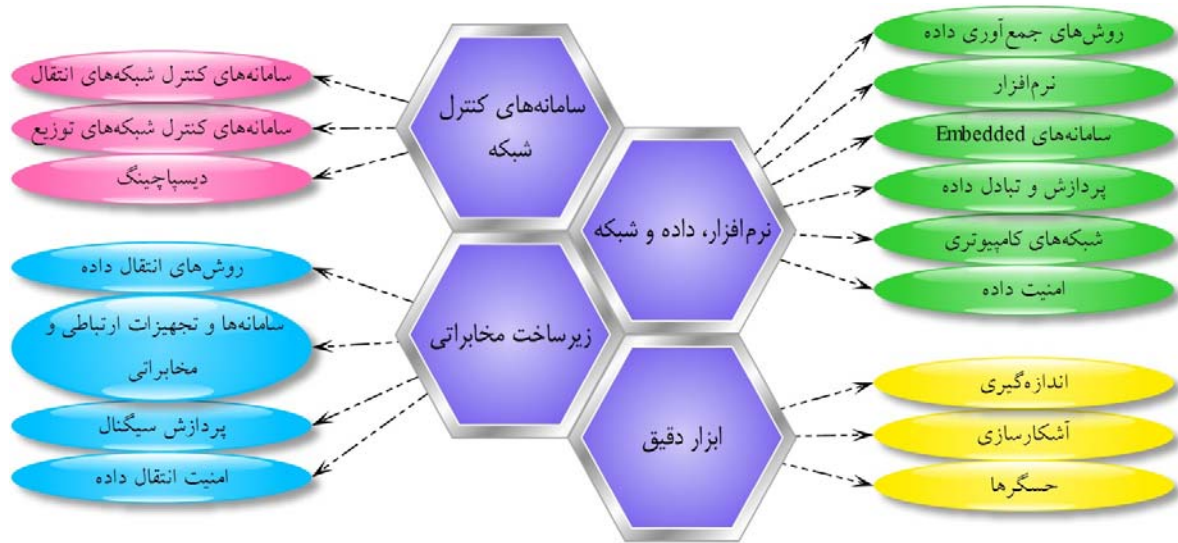 سامانه‌های کنترل
شبکه
سامانه‌های کنترل شبکه‌های انتقال
سامانه‌های کنترل شبکه‌های توزیع
دیسپاچینگ
نرم‌افزار، داده و شبکه
روش‌های جمع‌آوری داده
نرم‌افزار
سامانه‌های Embedded
پردازش و تبادل داده
شبکه‌های کامپیوتری
امنیت داده
زیرساخت مخابراتی
روش‌های انتقال داده
سامانه‌ها و تجهیزات ارتباطی و
مخابراتی
پردازش سیگنال
امنیت انتقال داده
ابزار دقیق
اندازه‌گیری
آشکارسازی
حسگرها